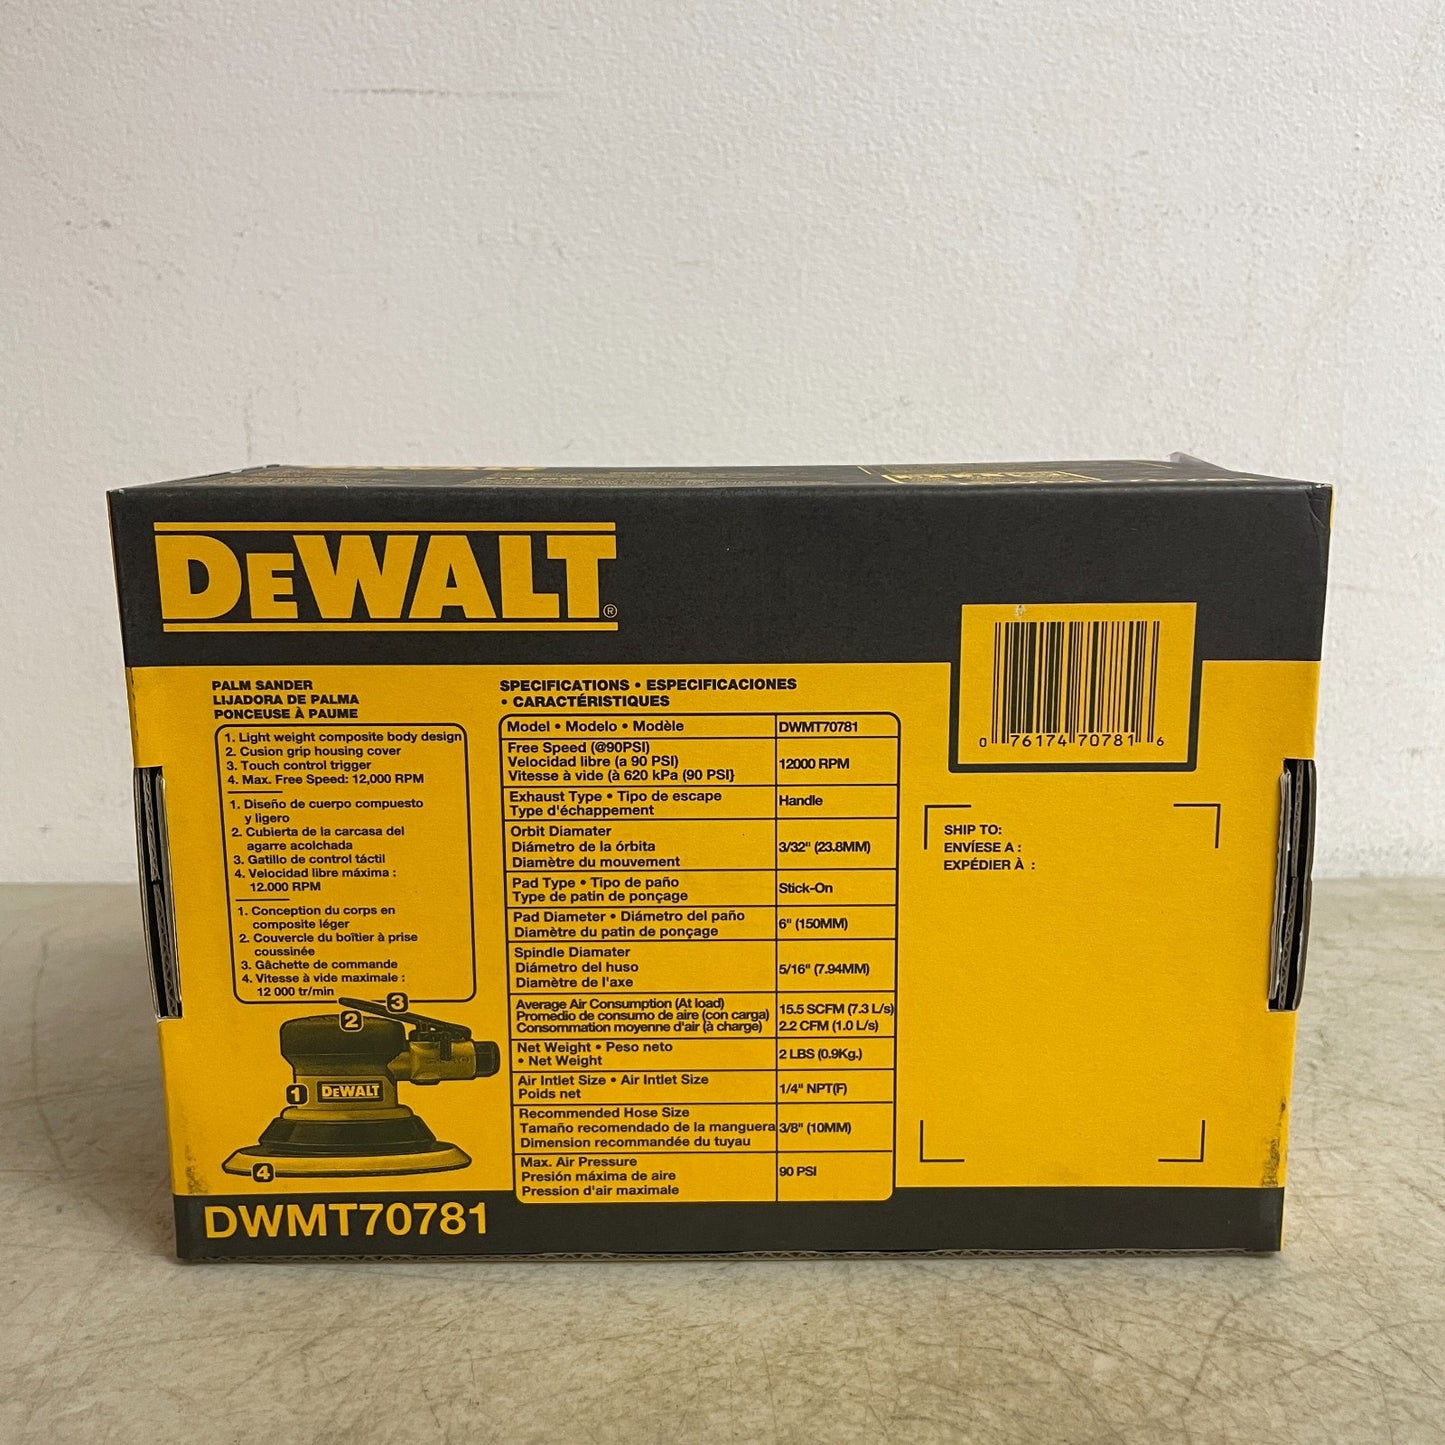 DEWALT®
PALM SANDER
LIJADORA DE PALMA
PONCEUSE À PAUME
1. Light weight composite body design
2. Cusion grip housing cover
3. Touch control trigger
4. Max. Free Speed: 12,000 RPM
1. Diseño de cuerpo compuesto
y ligero
2. Cubierta de la carcasa del
agarre acolchada
3. Gatillo de control táctil
4. Velocidad libre máxima :
12.000 RPM
1. Conception du corps en
composite léger
2. Couvercle du boîtier à prise
coussinée
3. Gâchette de commande
4. Vitesse à vide maximale :
12 000 tr/min
3
2
1
DEWALT
4
DWMT70781
SPECIFICATIONS • ESPECIFICACIONES
• CARACTÉRISTIQUES
Model • Modelo • Modèle DWMT70781
Free Speed (@90PSI)
Velocidad libre (a 90 PSI) 12000 RPM
Vitesse à vide (à 620 kPa (90 PSI}
Exhaust Type • Tipo de escape Handle
Type d'échappement
Orbit Diamater
Diámetro de la órbita 3/32" (23.8MM)
Diamètre du mouvement
Pad Type • Tipo de paño Stick-On
Type de patin de ponçage
Pad Diameter • Diámetro del paño 6" (150MM)
Diamètre du patin de ponçage
Spindle Diamater
Diámetro del huso 5/16" (7.94MM)
Diamètre de l'axe
Average Air Consumption (At load) 15.5 SCFM (7.3 L/s)
Promedio de consumo de aire (con carga)
Consommation moyenne d'air (à charge) 2.2 CFM (1.0 L/s)
Net Weight • Peso neto 2 LBS (0.9Kg.)
• Net Weight
Air Intlet Size • Air Intlet Size 1/4" NPT(F)
Poids net
Recommended Hose Size
Tamaño recomendado de la manguera 3/8" (10MM)
Dimension recommandée du tuyau
Max. Air Pressure
Presión máxima de aire 90 PSI
Pression d'air maximale
0 76174 70781 6
SHIP TO:
ENVÍESE A :
EXPÉDIER À :